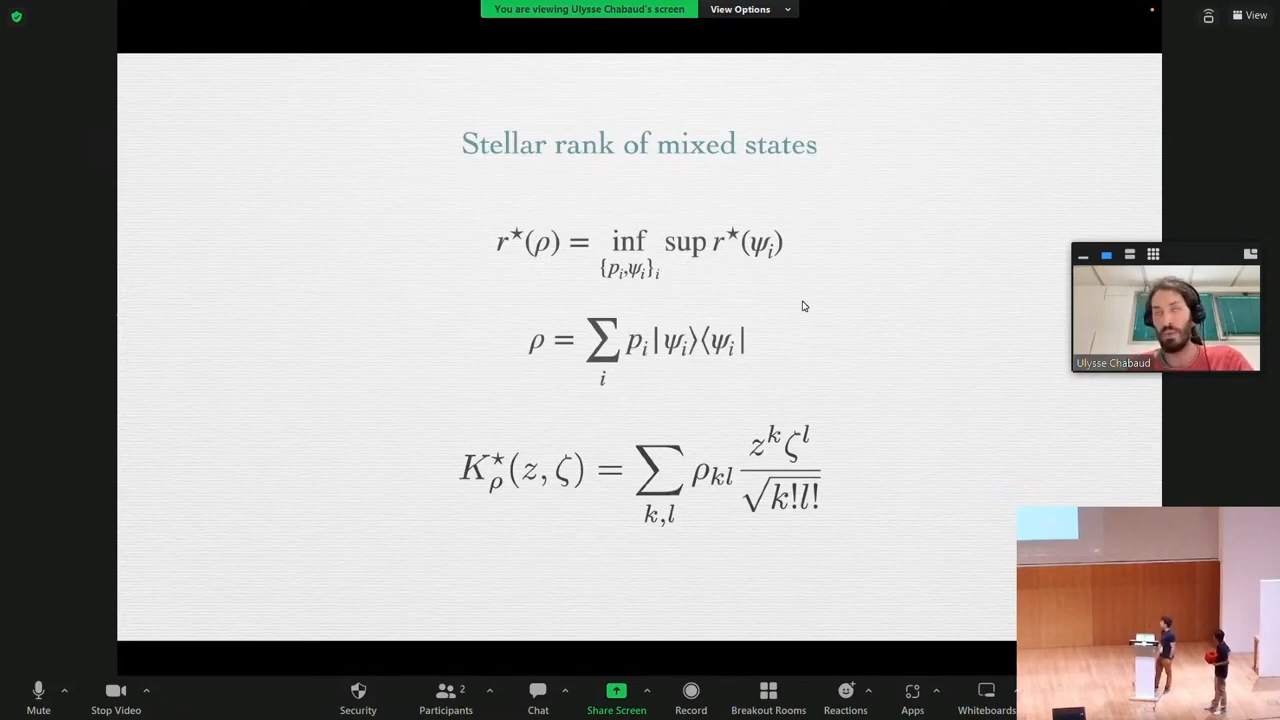 You are viewing Ulysse Chabaud's screen
View Options
View
Stellar rank of mixed states
r★(ρ) = inf sup r★(ψᵢ)
{pᵢ,ψᵢ}ᵢ
ρ = ∑ pᵢ|ψᵢ⟩⟨ψᵢ|
i
K★ρ(z, ζ) = ∑ ρₖₗ zᵏζˡ / √k!l!
k,l
Ulysse Chabaud
Mute
Stop Video
Security
Participants
2
Chat
Share Screen
Record
Breakout Rooms
Reactions
Apps
Whiteboards